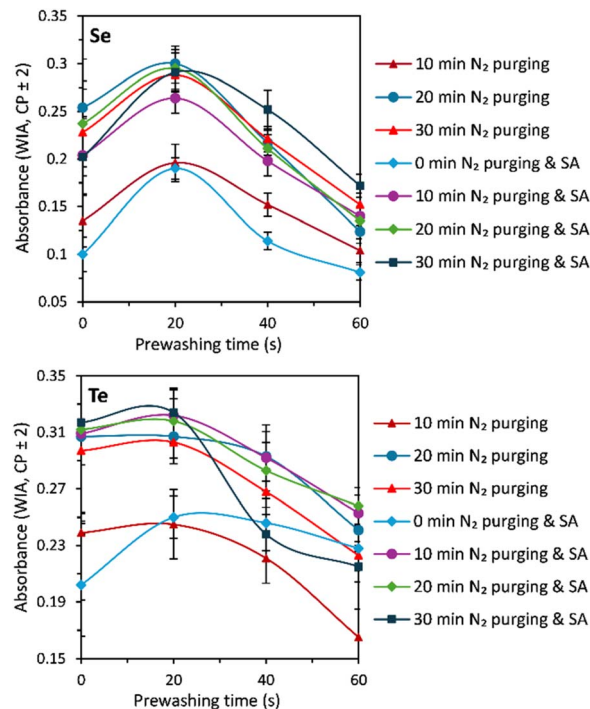 Se
Absorbance (WIA, CP ± 2)
0.35
0.3
0.25
0.2
0.15
0.1
0.05
0 20 40 60
Prewashing time (s)
10 min N₂ purging
20 min N₂ purging
30 min N₂ purging
0 min N₂ purging & SA
10 min N₂ purging & SA
20 min N₂ purging & SA
30 min N₂ purging & SA
Te
Absorbance (WIA, CP ± 2)
0.35
0.31
0.27
0.23
0.19
0.15
0 20 40 60
Prewashing time (s)
10 min N₂ purging
20 min N₂ purging
30 min N₂ purging
0 min N₂ purging & SA
10 min N₂ purging & SA
20 min N₂ purging & SA
30 min N₂ purging & SA